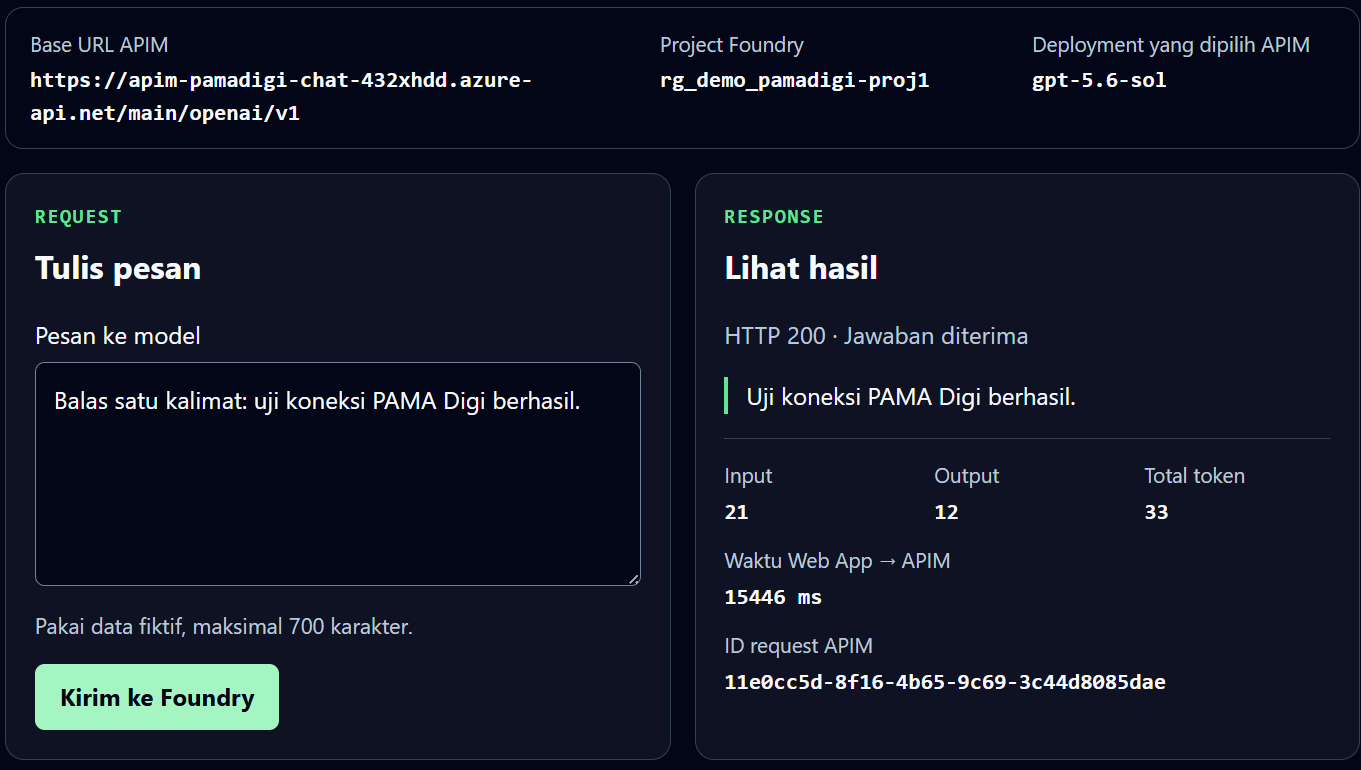 Base URL APIM
https://apim-pamadigi-chat-432xhdd.azure-
api.net/main/openai/v1
Project Foundry
rg_demo_pamadigi-proj1
Deployment yang dipilih APIM
gpt-5.6-sol
REQUEST
Tulis pesan
Pesan ke model
Balas satu kalimat: uji koneksi PAMA Digi berhasil.
Pakai data fiktif, maksimal 700 karakter.
Kirim ke Foundry
RESPONSE
Lihat hasil
HTTP 200 · Jawaban diterima
Uji koneksi PAMA Digi berhasil.
Input
21
Output
12
Total token
33
Waktu Web App → APIM
15446 ms
ID request APIM
11e0cc5d-8f16-4b65-9c69-3c44d8085dae